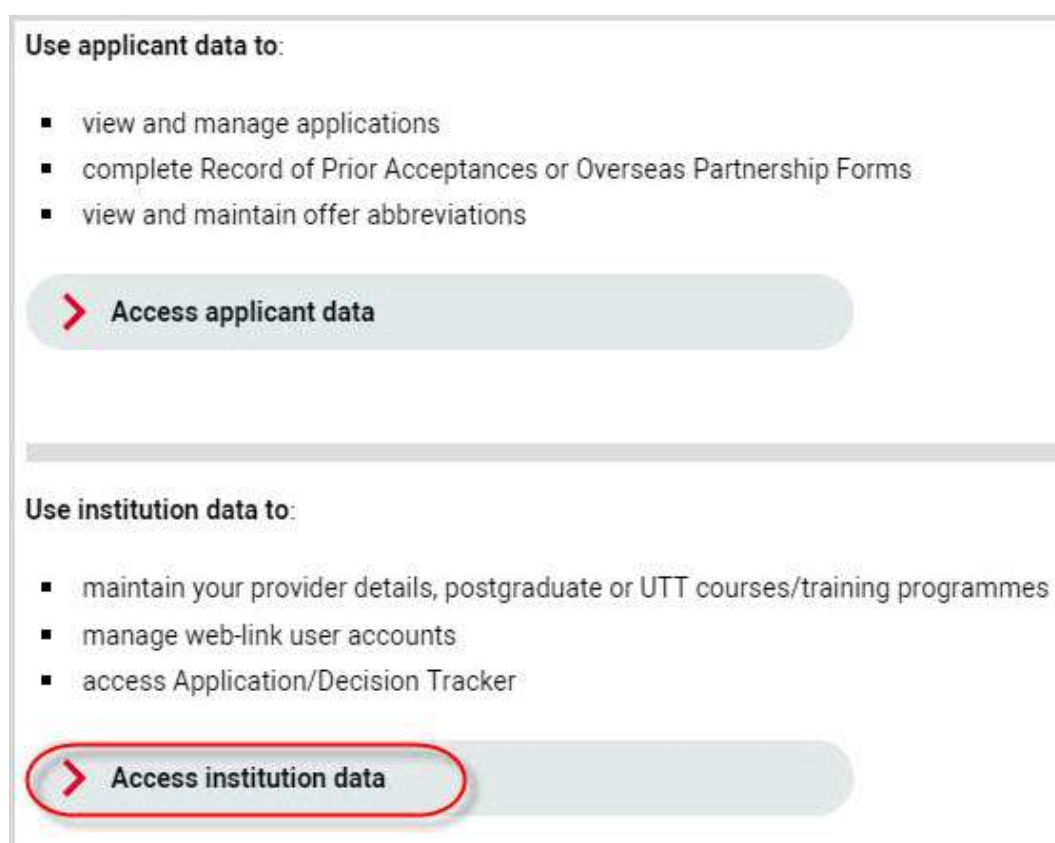 Use applicant data to:
view and manage applications
complete Record of Prior Acceptances or Overseas Partnership Forms
view and maintain offer abbreviations
Access applicant data
Use institution data to:
maintain your provider details, postgraduate or UTT courses/training programmes
manage web-link user accounts
access Application/Decision Tracker
Access institution data